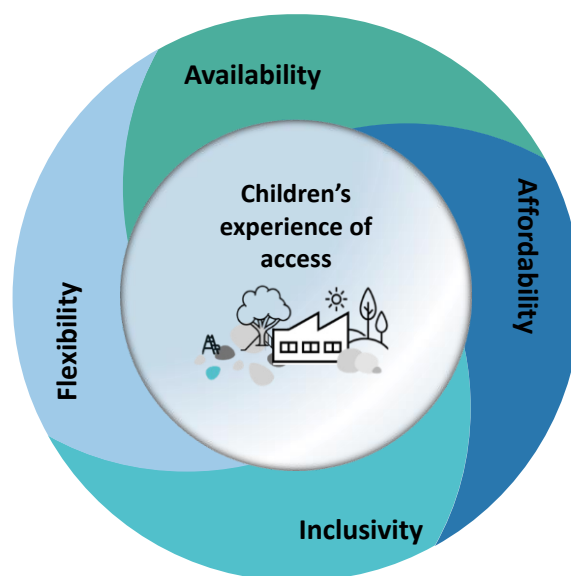 Availability
Children's
experience of
access
Affordability
Flexibility
Inclusivity